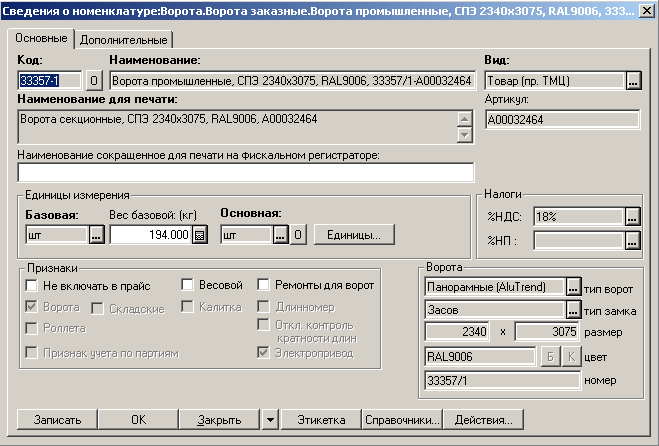 Сведения о номенклатуре:Ворота.Ворота заказные.Ворота промышленные, СПЭ 2340х3075, RAL9006, 333...
Основные Дополнительные
Код: Наименование: Вид:
33357-1 О Ворота промышленные, СПЭ 2340х3075, RAL9006, 33357/1-А00032464 Товар (пр. ТМЦ) ...
Наименование для печати: Артикул:
Ворота секционные, СПЭ 2340х3075, RAL9006, А00032464 А00032464
Наименование сокращенное для печати на фискальном регистраторе:
Единицы измерения Налоги
Базовая: Вес базовой: (кг) Основная: %НДС: 18% ...
шт ... 194.000 шт ... О Единицы... %НП : ...
Признаки Ворота
Не включать в прайс Весовой Ремонты для ворот Панорамные (AluTrend) ... тип ворот
Ворота Складские Калитка Длинномер Засов ... тип замка
Роллета Откл. контроль кратности длин 2340 х 3075 размер
Признак учета по партиям Электропривод RAL9006 Б К цвет
33357/1 номер
Записать OK Закрыть Этикетка Справочники... Действия...